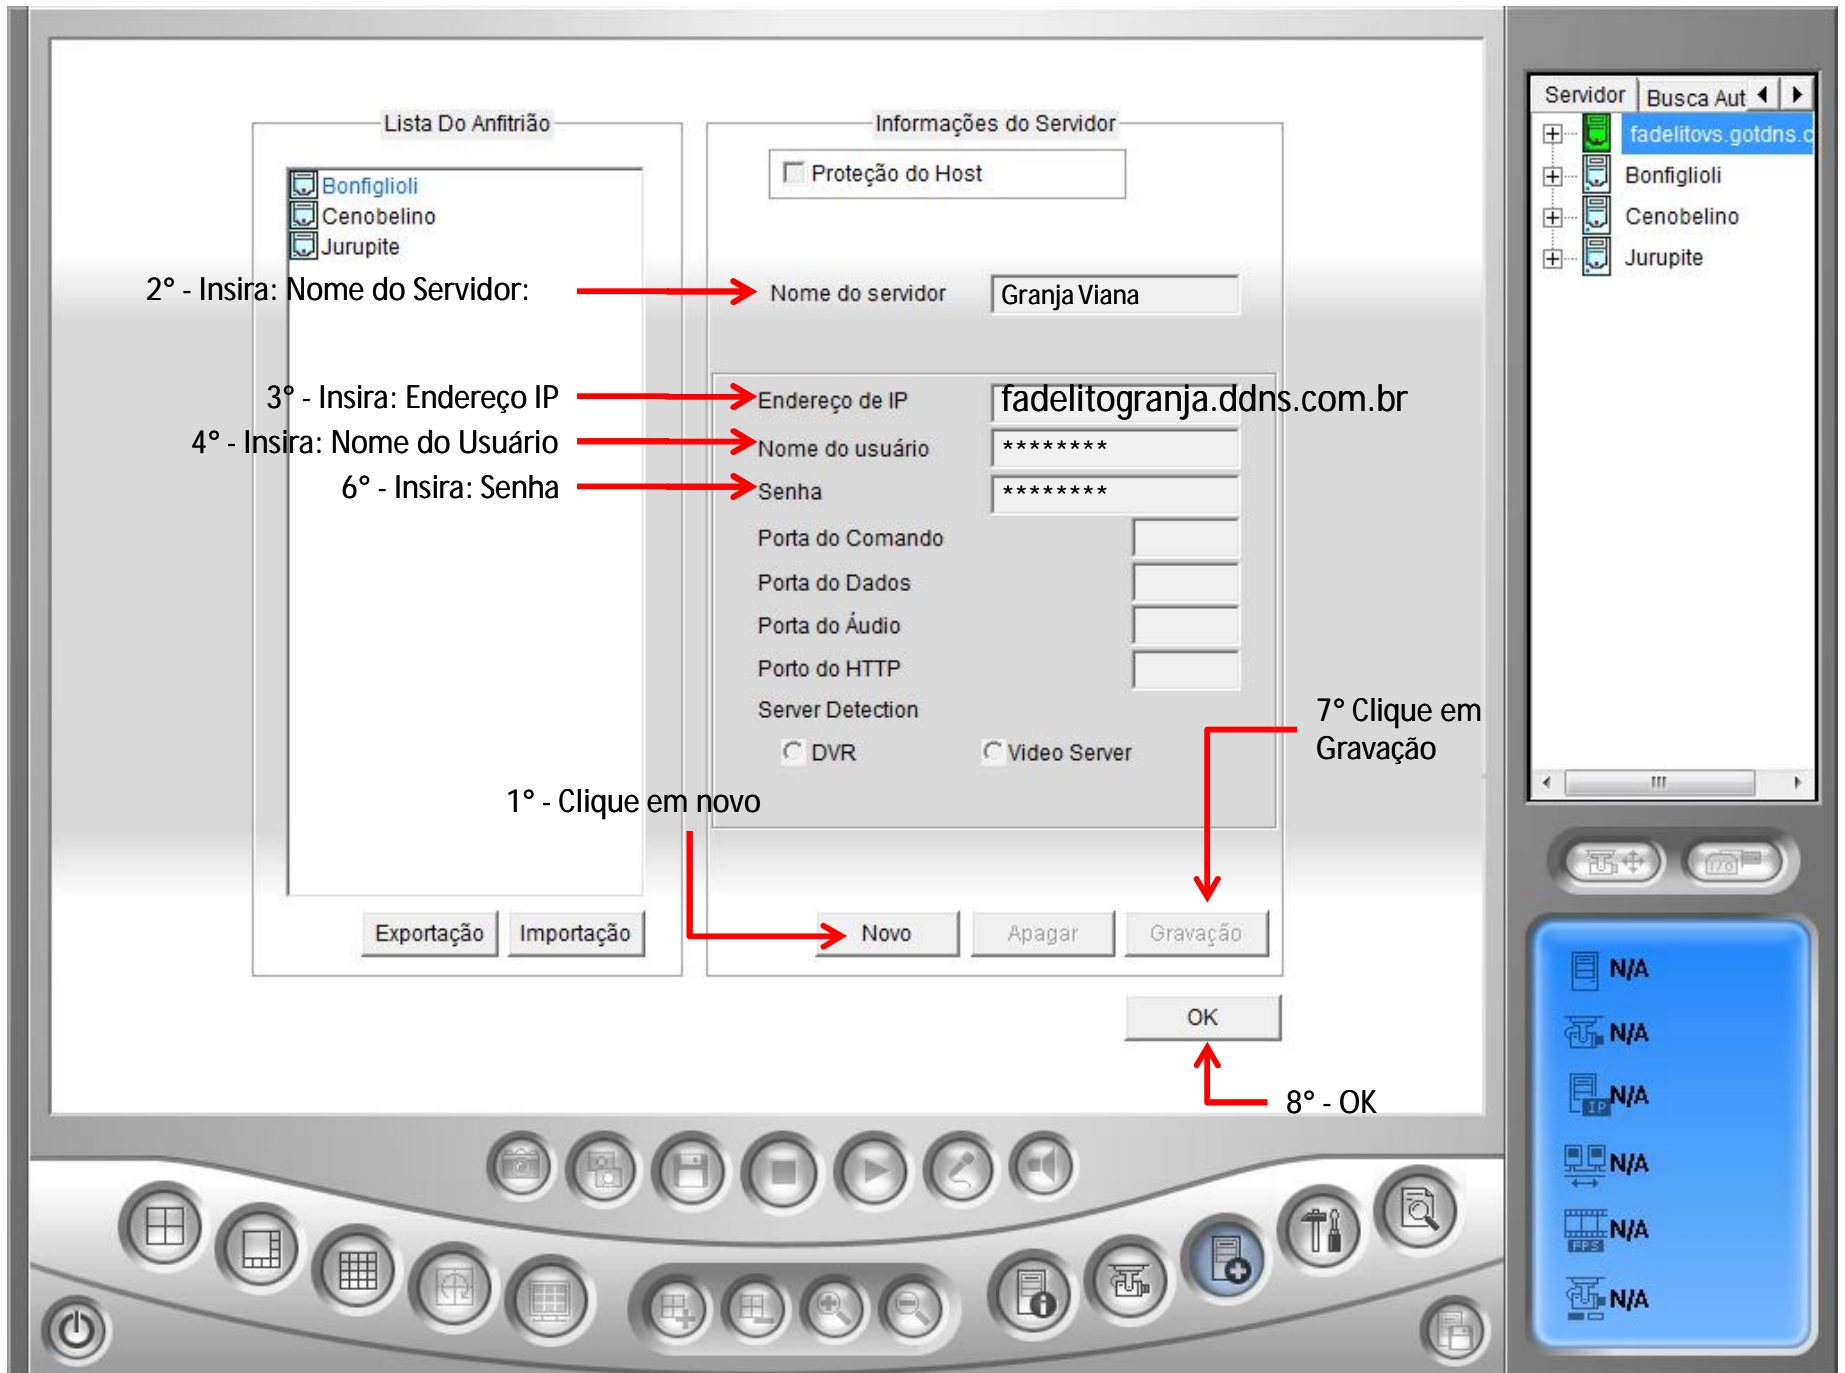 Lista Do Anfitrião
Bonfiglioli
Cenobelino
Jurupite
Informações do Servidor
Proteção do Host
2° - Insira: Nome do Servidor:
Nome do servidor
Granja Viana
3° - Insira: Endereço IP
Endereço de IP
fadelitogranja.ddns.com.br
4° - Insira: Nome do Usuário
Nome do usuário
********
6° - Insira: Senha
Senha
********
Porta do Comando
Porta do Dados
Porta do Áudio
Porto do HTTP
Server Detection
DVR
Video Server
7° Clique em
Gravação
1° - Clique em novo
Exportação
Importação
Novo
Apagar
Gravação
OK
8° - OK
Servidor
Busca Aut
fadelitovs.gotdns.c
Bonfiglioli
Cenobelino
Jurupite
I/O
N/A
N/A
IP
N/A
N/A
FPS
N/A
N/A